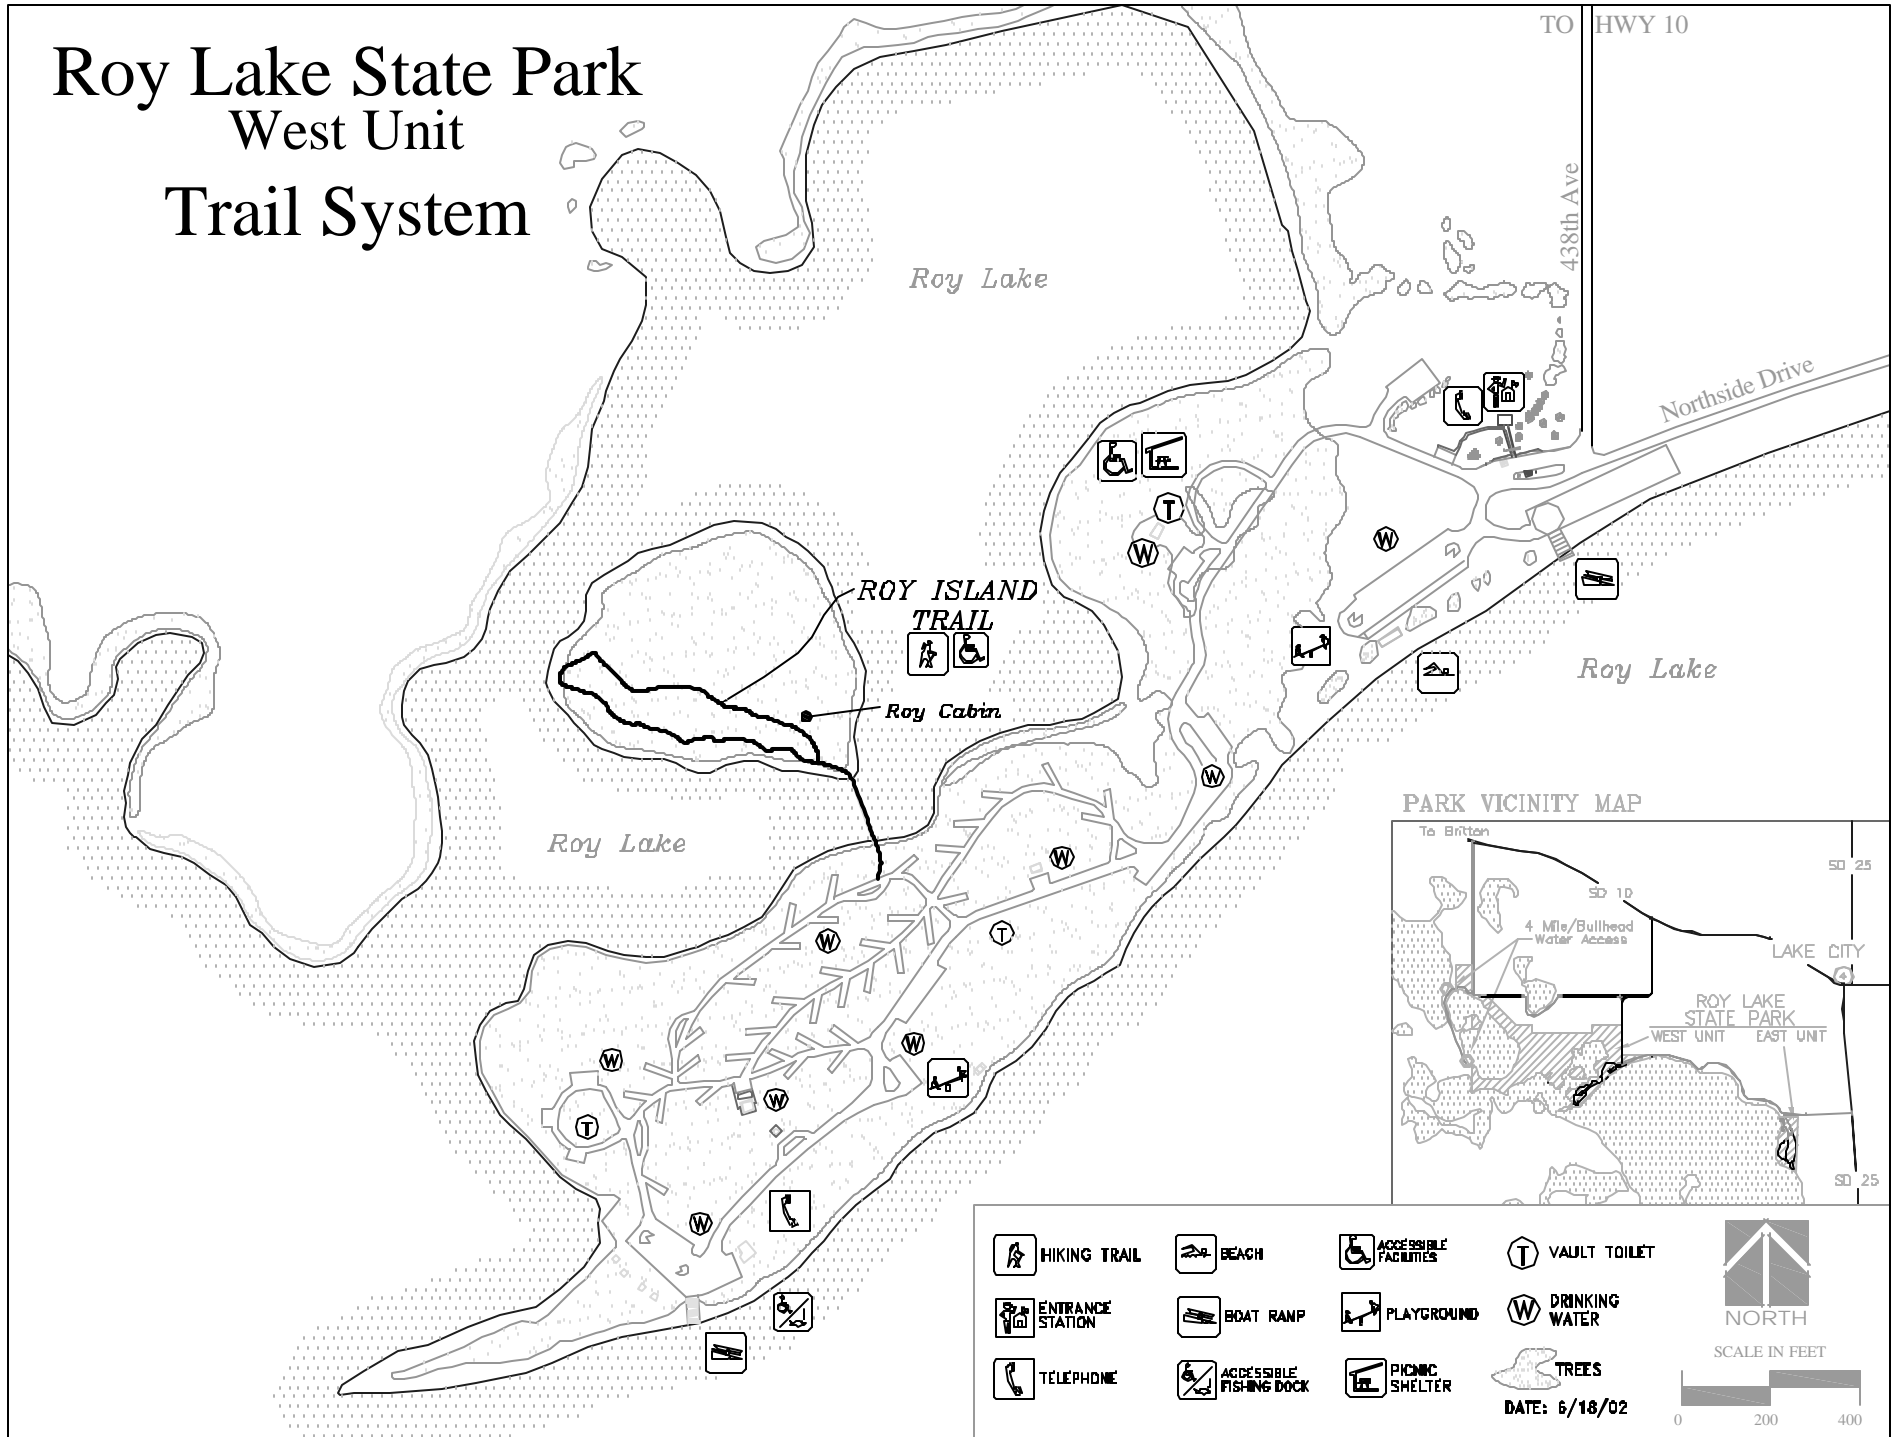 Roy Lake State Park
West Unit
Trail System
TO HWY 10
438th Ave
Northside Drive
Roy Lake
T
W
W
ROY ISLAND
TRAIL
Roy Cabin
Roy Lake
W
Roy Lake
W
W
T
W
W
W
T
W
W
PARK VICINITY MAP
To Britton
SD 25
SD 10
4 Mile/Bullhead
Water Access
LAKE CITY
4
ROY LAKE
STATE PARK
WEST UNIT EAST UNIT
SD 25
HIKING TRAIL
BEACH
ACCESSIBLE
FACILITIES
T VAULT TOILET
ENTRANCE
STATION
BOAT RAMP
PLAYGROUND
W DRINKING
WATER
TELEPHONE
ACCESSIBLE
FISHING DOCK
PICNIC
SHELTER
TREES
DATE: 6/18/02
NORTH
SCALE IN FEET
0 200 400